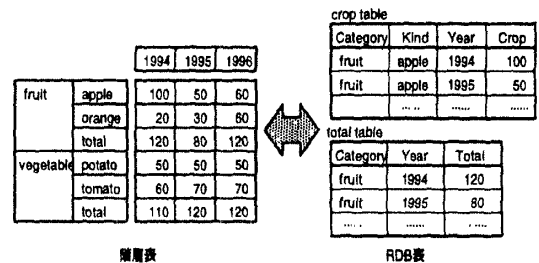 1994 1995 1996
fruit apple 100 50 60
orange 20 30 60
total 120 80 120
vegetable potato 50 50 50
tomato 60 70 70
total 110 120 120
階層表
crop table
Category Kind Year Crop
fruit apple 1994 100
fruit apple 1995 50
..... ...... ......
total table
Category Year Total
fruit 1994 120
fruit 1995 80
..... ...... ......
RDB表